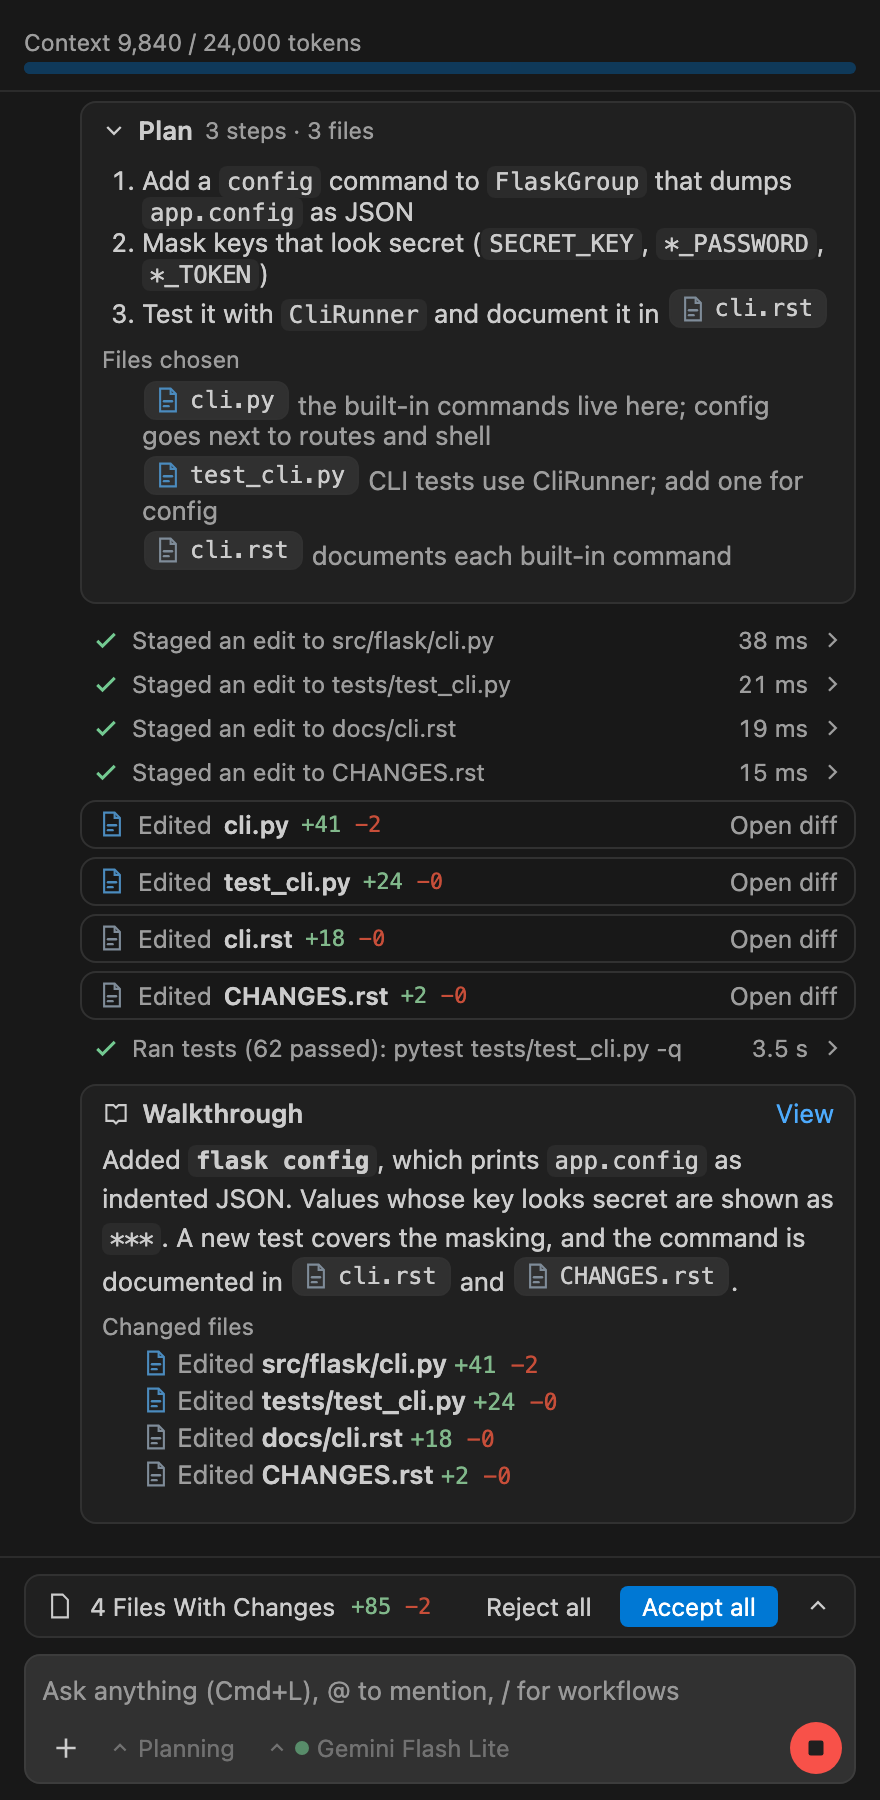 Context 9,840 / 24,000 tokens
Plan 3 steps · 3 files
1. Add a config command to FlaskGroup that dumps
app.config as JSON
2. Mask keys that look secret ( SECRET_KEY, *_PASSWORD,
*_TOKEN )
3. Test it with CliRunner and document it in cli.rst
Files chosen
cli.py the built-in commands live here; config
goes next to routes and shell
test_cli.py CLI tests use CliRunner; add one for
config
cli.rst documents each built-in command
Staged an edit to src/flask/cli.py 38 ms
Staged an edit to tests/test_cli.py 21 ms
Staged an edit to docs/cli.rst 19 ms
Staged an edit to CHANGES.rst 15 ms
Edited cli.py +41 −2 Open diff
Edited test_cli.py +24 −0 Open diff
Edited cli.rst +18 −0 Open diff
Edited CHANGES.rst +2 −0 Open diff
Ran tests (62 passed): pytest tests/test_cli.py -q 3.5 s
Walkthrough View
Added flask config, which prints app.config as
indented JSON. Values whose key looks secret are shown as
***. A new test covers the masking, and the command is
documented in cli.rst and CHANGES.rst.
Changed files
Edited src/flask/cli.py +41 −2
Edited tests/test_cli.py +24 −0
Edited docs/cli.rst +18 −0
Edited CHANGES.rst +2 −0
4 Files With Changes +85 −2 Reject all Accept all
Ask anything (Cmd+L), @ to mention, / for workflows
Planning Gemini Flash Lite